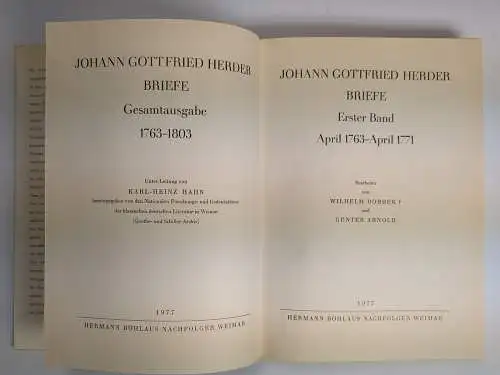 JOHANN GOTTFRIED HERDER
BRIEFE
Gesamtausgabe
1763–1803
Unter Leitung von
KARL-HEINZ HAHN
herausgegeben von den Nationalen Forschungs- und Gedenkstätten
der klassischen deutschen Literatur in Weimar
(Goethe- und Schiller-Archiv)
1977
HERMANN BÖHLAUS NACHFOLGER WEIMAR
JOHANN GOTTFRIED HERDER
BRIEFE
Erster Band
April 1763–April 1771
Bearbeitet
von
WILHELM DOBBEK †
und
GÜNTER ARNOLD
1977
HERMANN BÖHLAUS NACHFOLGER WEIMAR